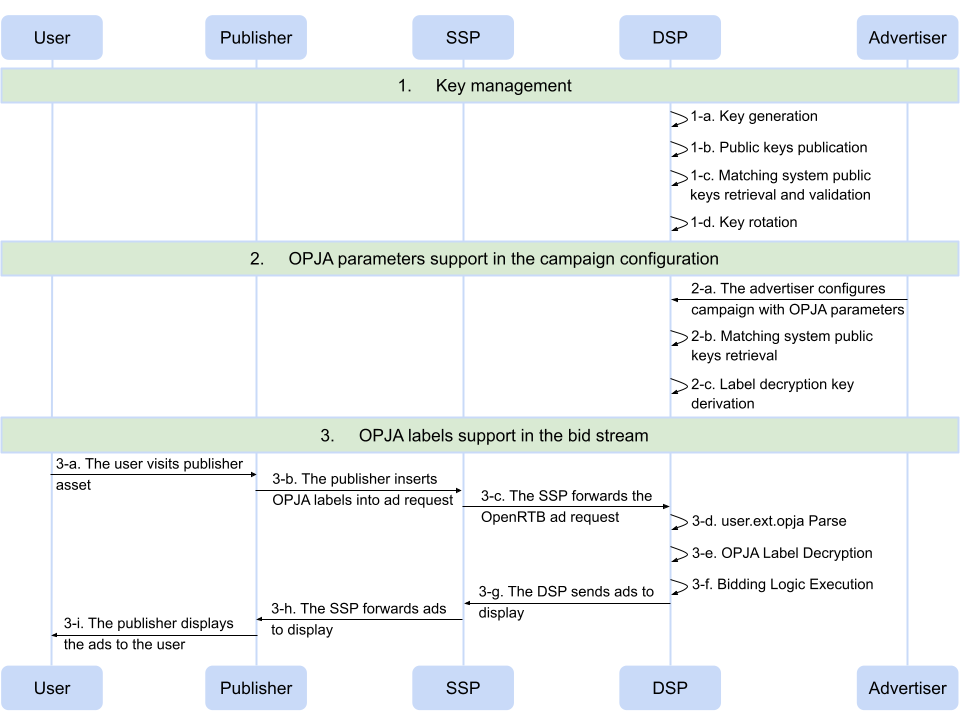 User Publisher SSP DSP Advertiser
1. Key management
1-a. Key generation
1-b. Public keys publication
1-c. Matching system public
keys retrieval and validation
1-d. Key rotation
2. OPJA parameters support in the campaign configuration
2-a. The advertiser configures
campaign with OPJA parameters
2-b. Matching system public
keys retrieval
2-c. Label decryption key
derivation
3. OPJA labels support in the bid stream
3-a. The user visits publisher
asset
3-b. The publisher inserts
OPJA labels into ad request
3-c. The SSP forwards the
OpenRTB ad request
3-d. user.ext.opja Parse
3-e. OPJA Label Decryption
3-f. Bidding Logic Execution
3-g. The DSP sends ads to
display
3-h. The SSP forwards ads
to display
3-i. The publisher displays
the ads to the user
User Publisher SSP DSP Advertiser